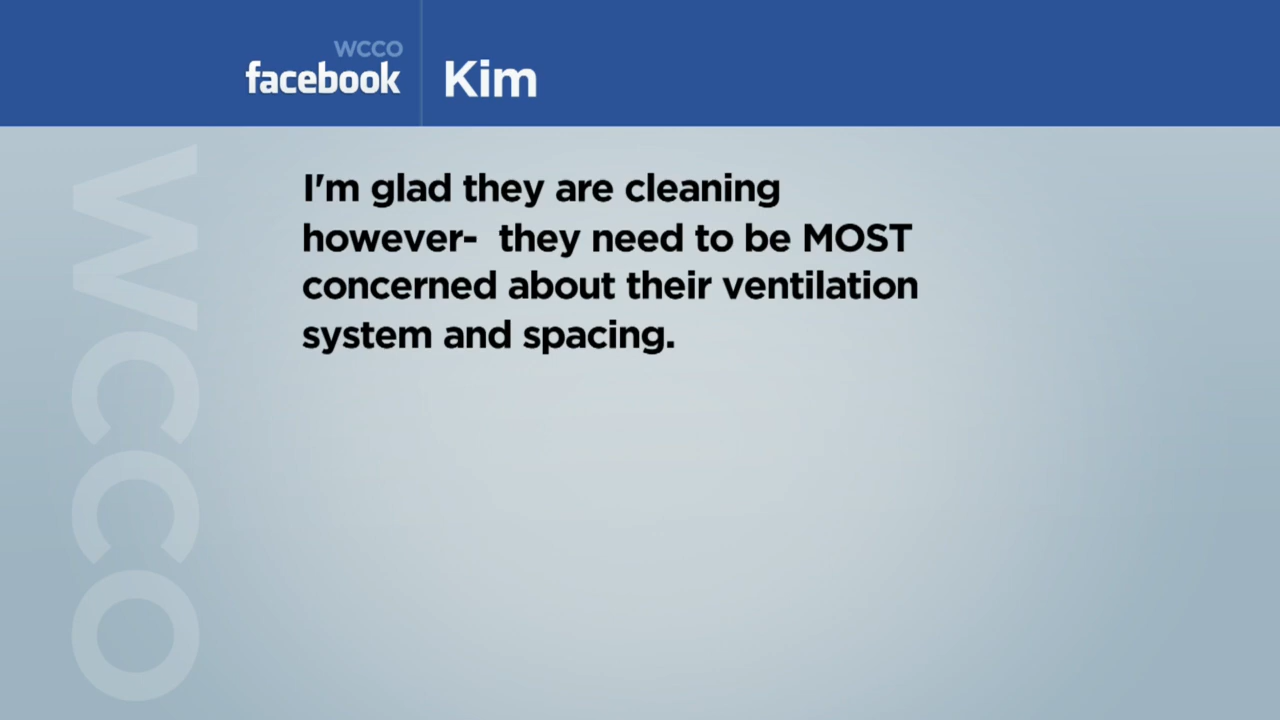 WCCO
facebook
Kim
I'm glad they are cleaning
however-  they need to be MOST
concerned about their ventilation
system and spacing.
WCCO